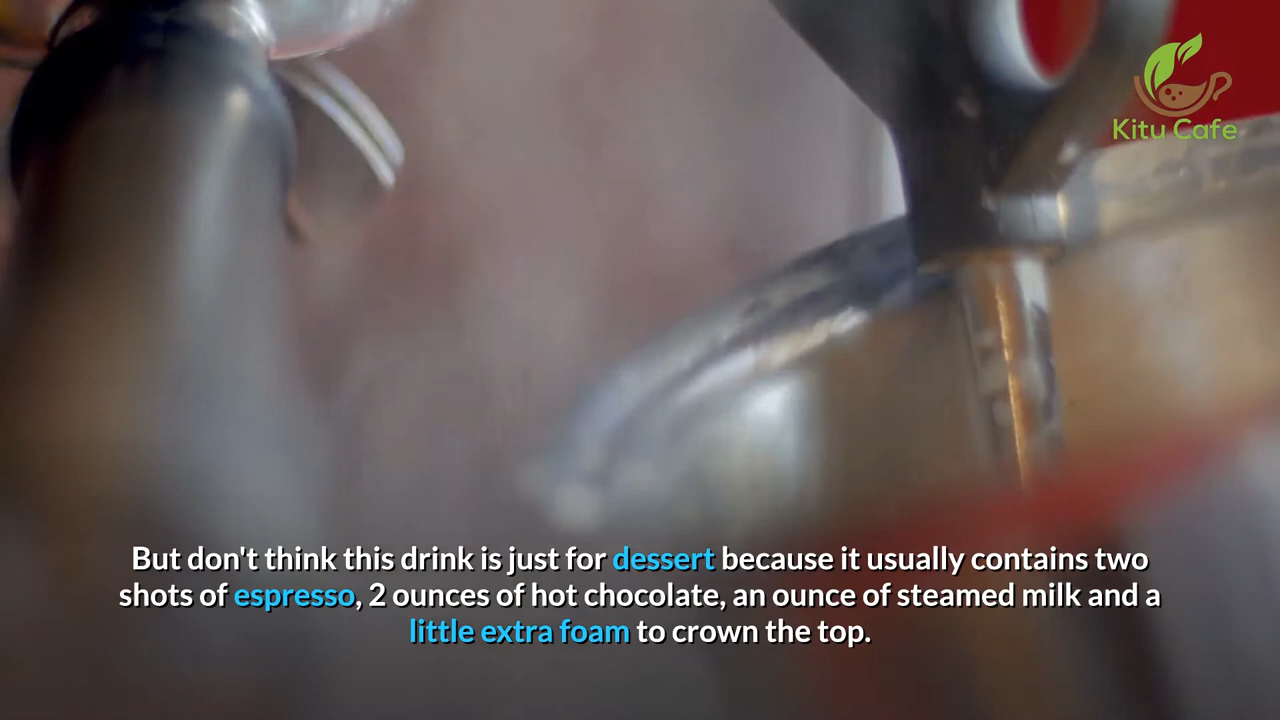 Kitu Cafe
But don't think this drink is just for dessert because it usually contains two
shots of espresso, 2 ounces of hot chocolate, an ounce of steamed milk and a
little extra foam to crown the top.